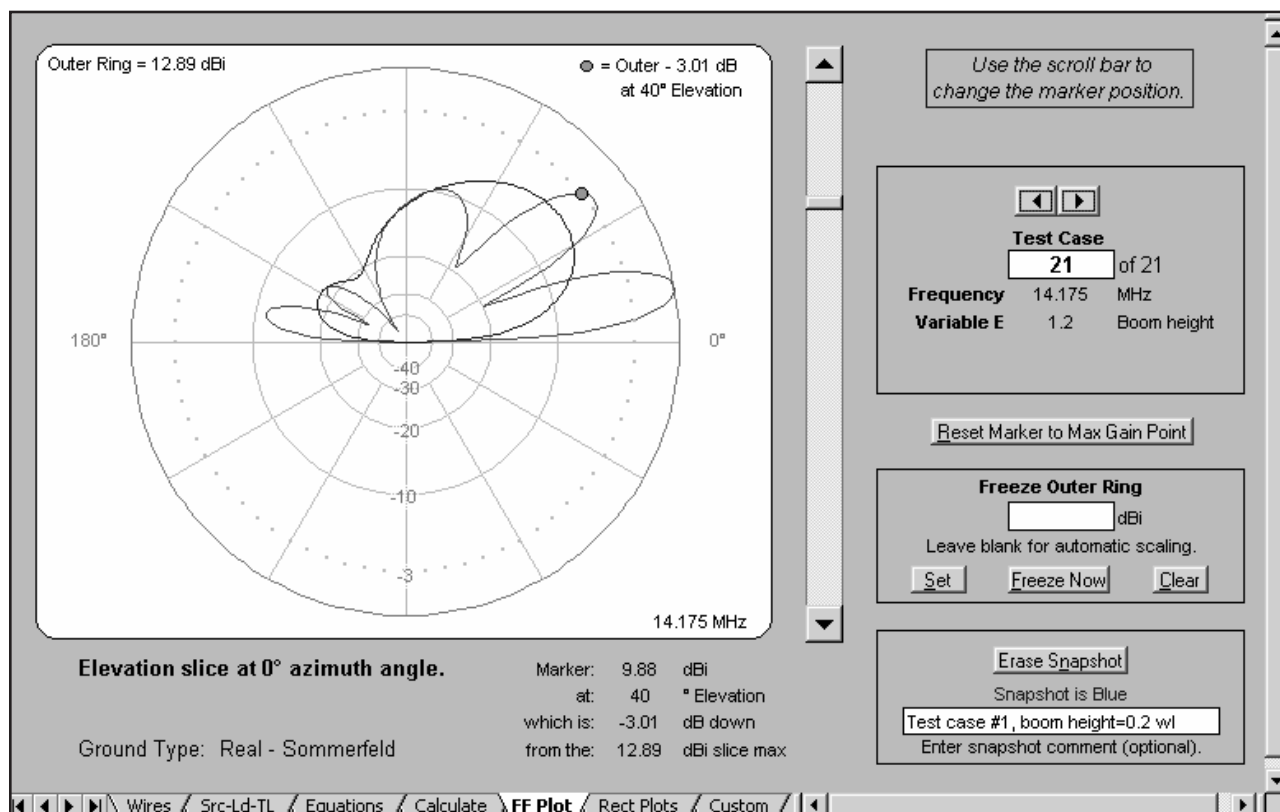 Outer Ring = 12.89 dBi
= Outer - 3.01 dB
at 40° Elevation
180°
0°
-40
-30
-20
-10
-3
14.175 MHz
Use the scroll bar to
change the marker position.
Test Case
21 of 21
Frequency 14.175 MHz
Variable E 1.2 Boom height
Reset Marker to Max Gain Point
Freeze Outer Ring
dBi
Leave blank for automatic scaling.
Set Freeze Now Clear
Erase Snapshot
Snapshot is Blue
Test case #1, boom height=0.2 wl
Enter snapshot comment (optional).
Elevation slice at 0° azimuth angle.
Ground Type: Real - Sommerfeld
Marker: 9.88 dBi
at: 40 ° Elevation
which is: -3.01 dB down
from the: 12.89 dBi slice max
Wires / Src-Ld-TL / Equations / Calculate \ FF Plot / Rect Plots / Custom /